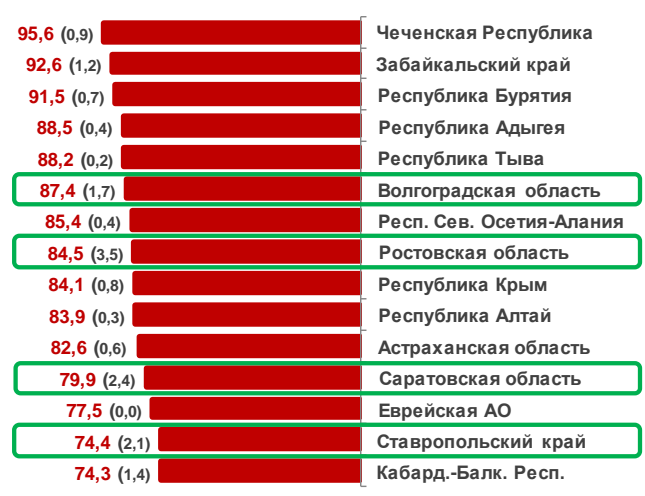 95,6 (0,9) Чеченская Республика
92,6 (1,2) Забайкальский край
91,5 (0,7) Республика Бурятия
88,5 (0,4) Республика Адыгея
88,2 (0,2) Республика Тыва
87,4 (1,7) Волгоградская область
85,4 (0,4) Респ. Сев. Осетия-Алания
84,5 (3,5) Ростовская область
84,1 (0,8) Республика Крым
83,9 (0,3) Республика Алтай
82,6 (0,6) Астраханская область
79,9 (2,4) Саратовская область
77,5 (0,0) Еврейская АО
74,4 (2,1) Ставропольский край
74,3 (1,4) Кабард.-Балк. Респ.